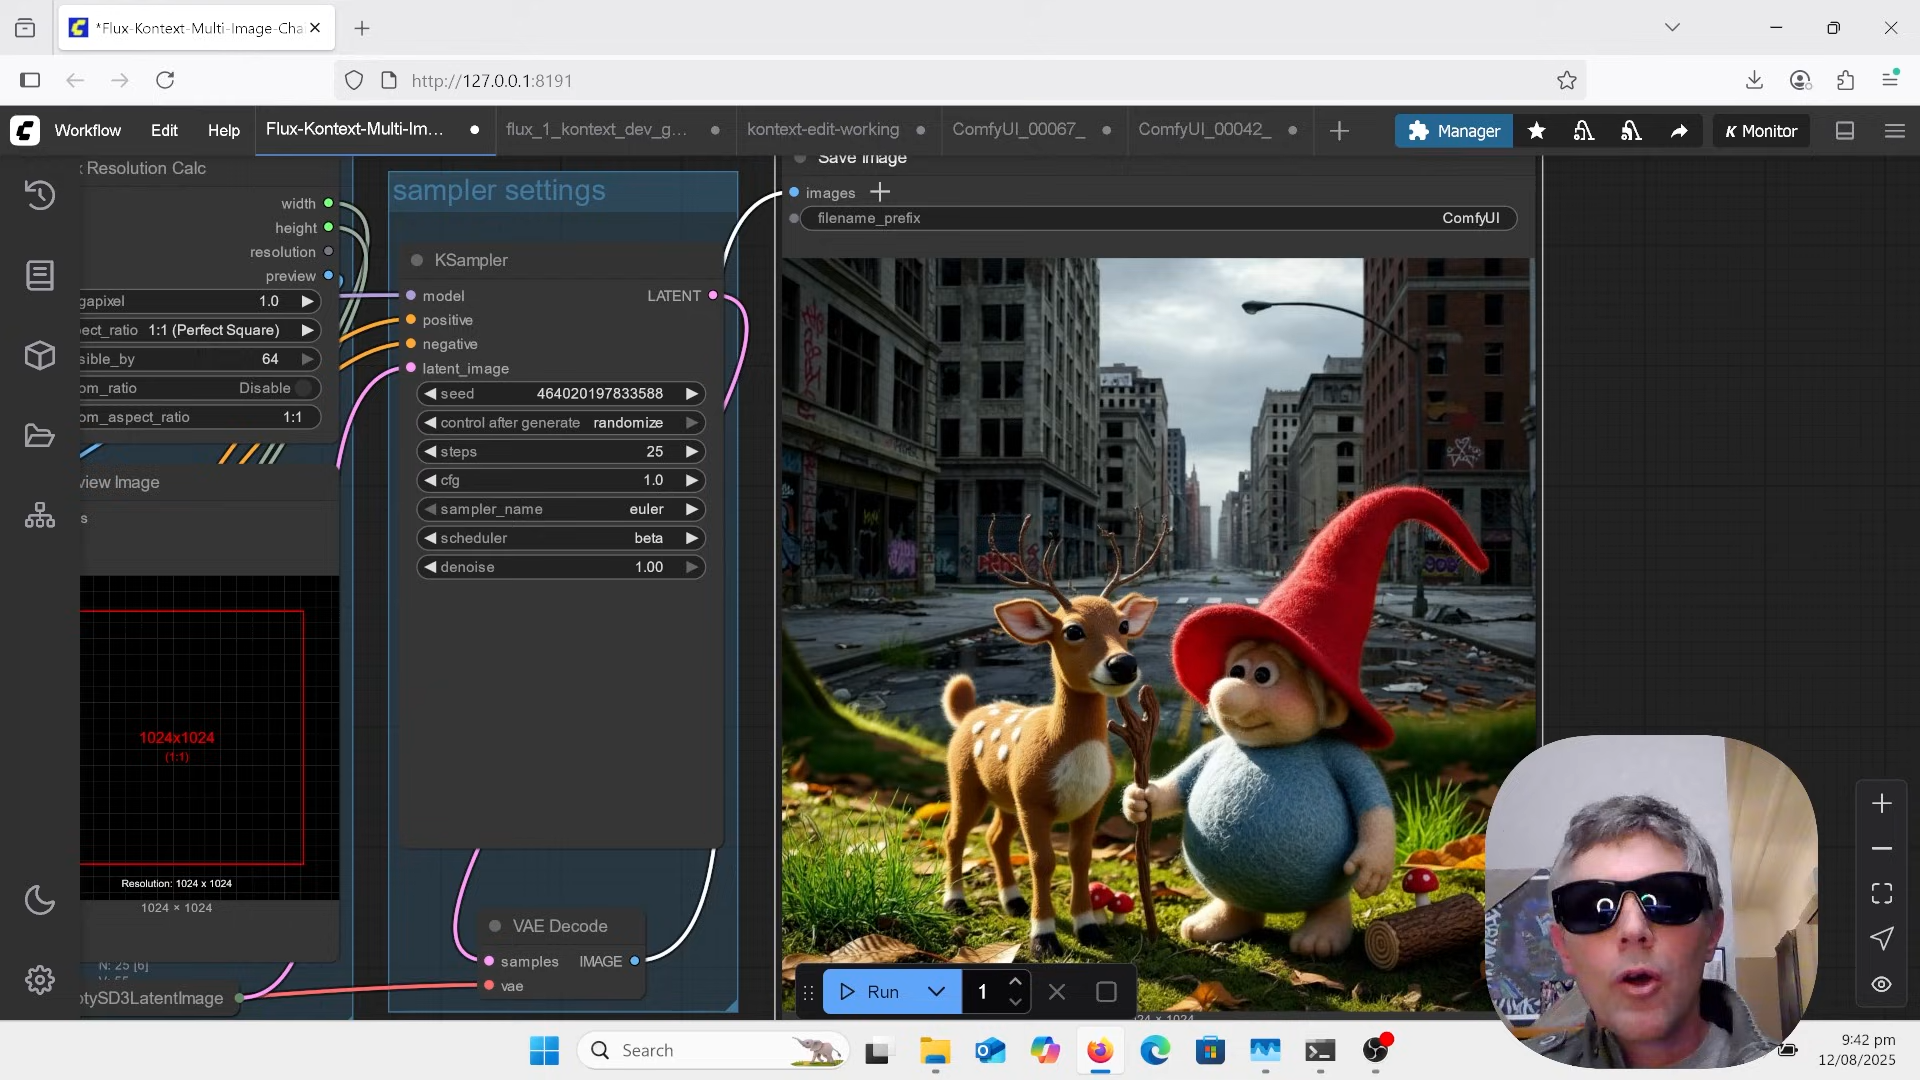 *Flux-Kontext-Multi-Image-Cha
http://127.0.0.1:8191
Workflow
Edit
Help
Flux-Kontext-Multi-Im...
flux_1_kontext_dev_g...
kontext-edit-working
ComfyUI_00067_
ComfyUI_00042_
Manager
Monitor
Resolution Calc
width
height
resolution
preview
gapixel 1.0
ect_ratio 1:1 (Perfect Square)
sible_by 64
om_ratio Disable
om_aspect_ratio 1:1
view Image
s
1024x1024
(1:1)
Resolution: 1024 x 1024
1024 × 1024
N: 25 [6]
tySD3LatentImage
sampler settings
KSampler
model LATENT
positive
negative
latent_image
seed 464020197833588
control after generate randomize
steps 25
cfg 1.0
sampler_name euler
scheduler beta
denoise 1.00
VAE Decode
samples IMAGE
vae
Save Image
images
filename_prefix ComfyUI
Run
1
Search
9:42 pm
12/08/2025